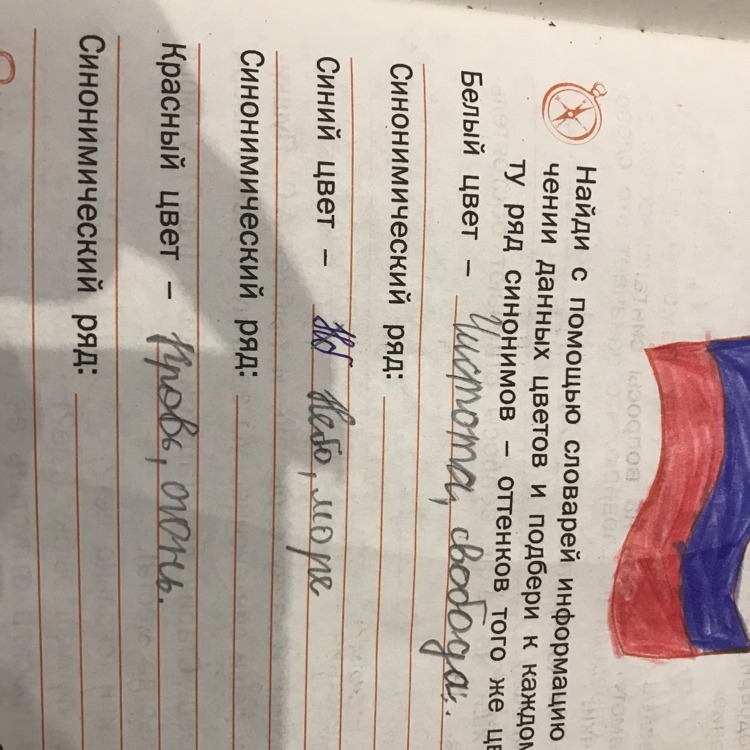 Найди с помощью словарей информацию
чении данных цветов и подбери к каждом
ту ряд синонимов – оттенков того же цв
Белый цвет – Чистота, свобода.
Синонимический ряд:
Синий цвет – Небо, море
Синонимический ряд:
Красный цвет – Кровь, огонь.
Синонимический ряд: